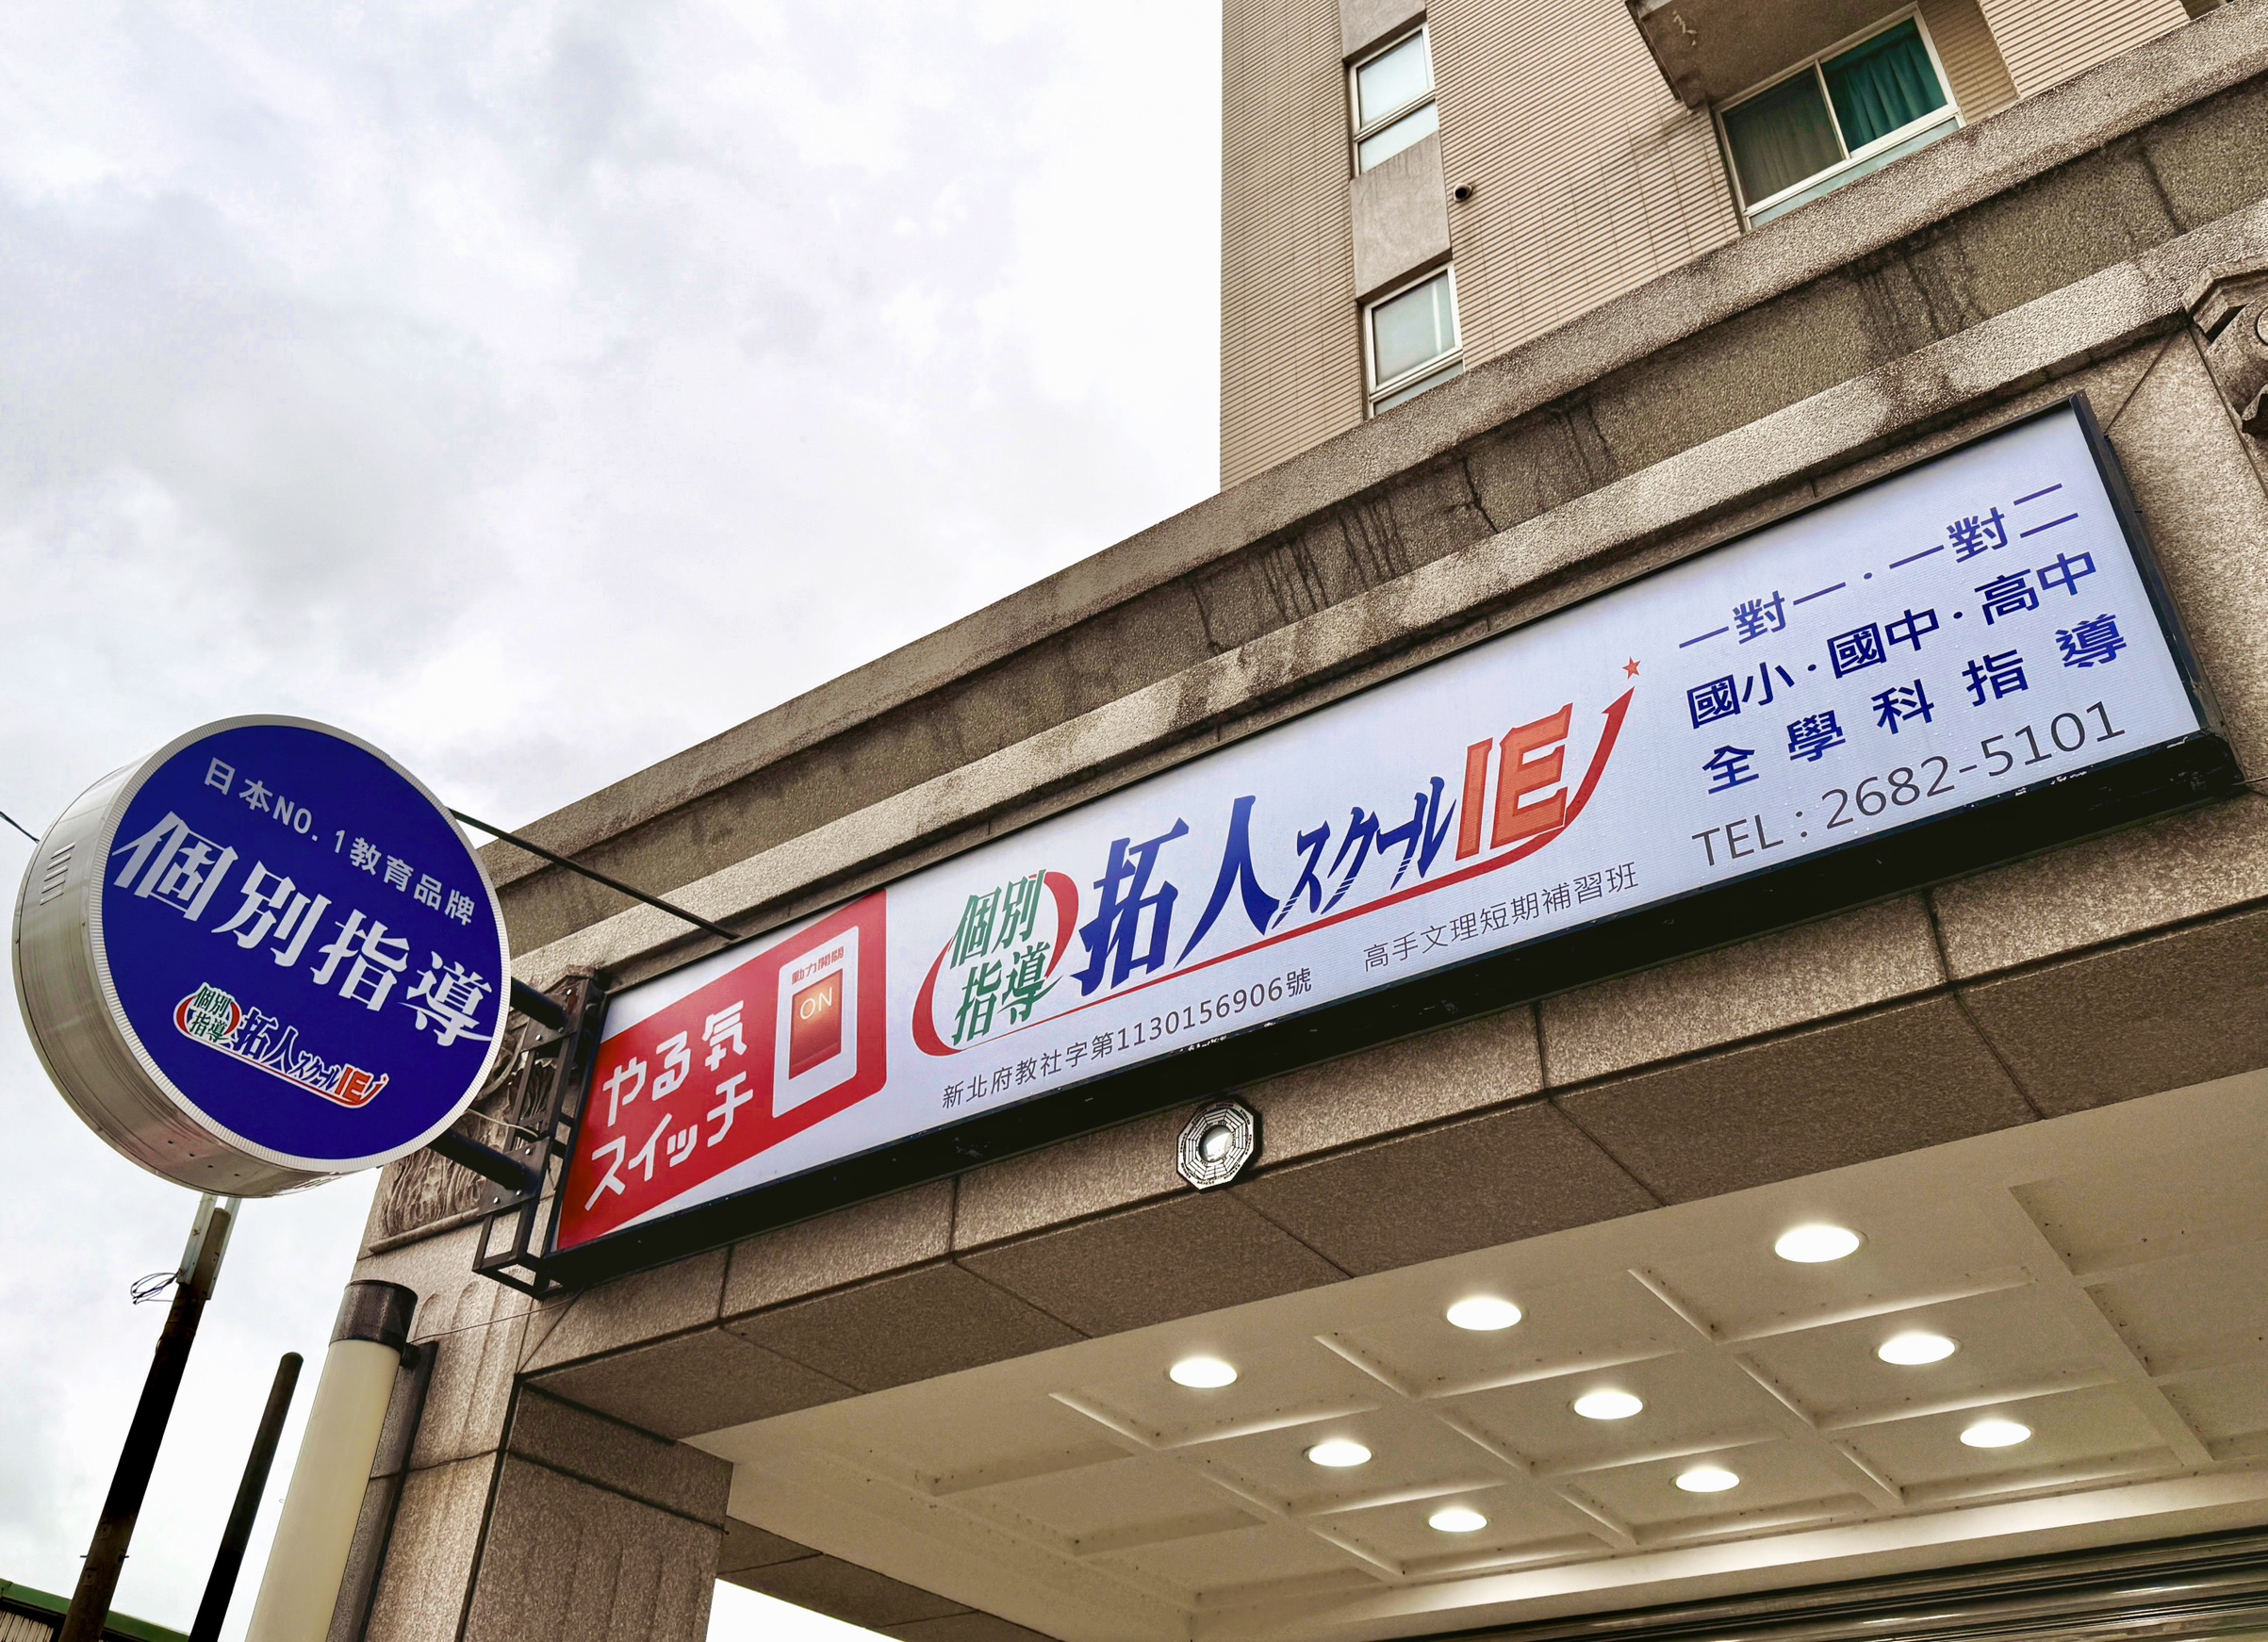 日本NO.1教育品牌
個別指導
個別
指導
拓人スクールIE
やる気
スイッチ
動力開關
ON
個別
指導
拓人スクールIE
新北府教社字第1130156906號
高手文理短期補習班
一對一·一對二
國小·國中·高中
全學科指導
TEL:2682-5101